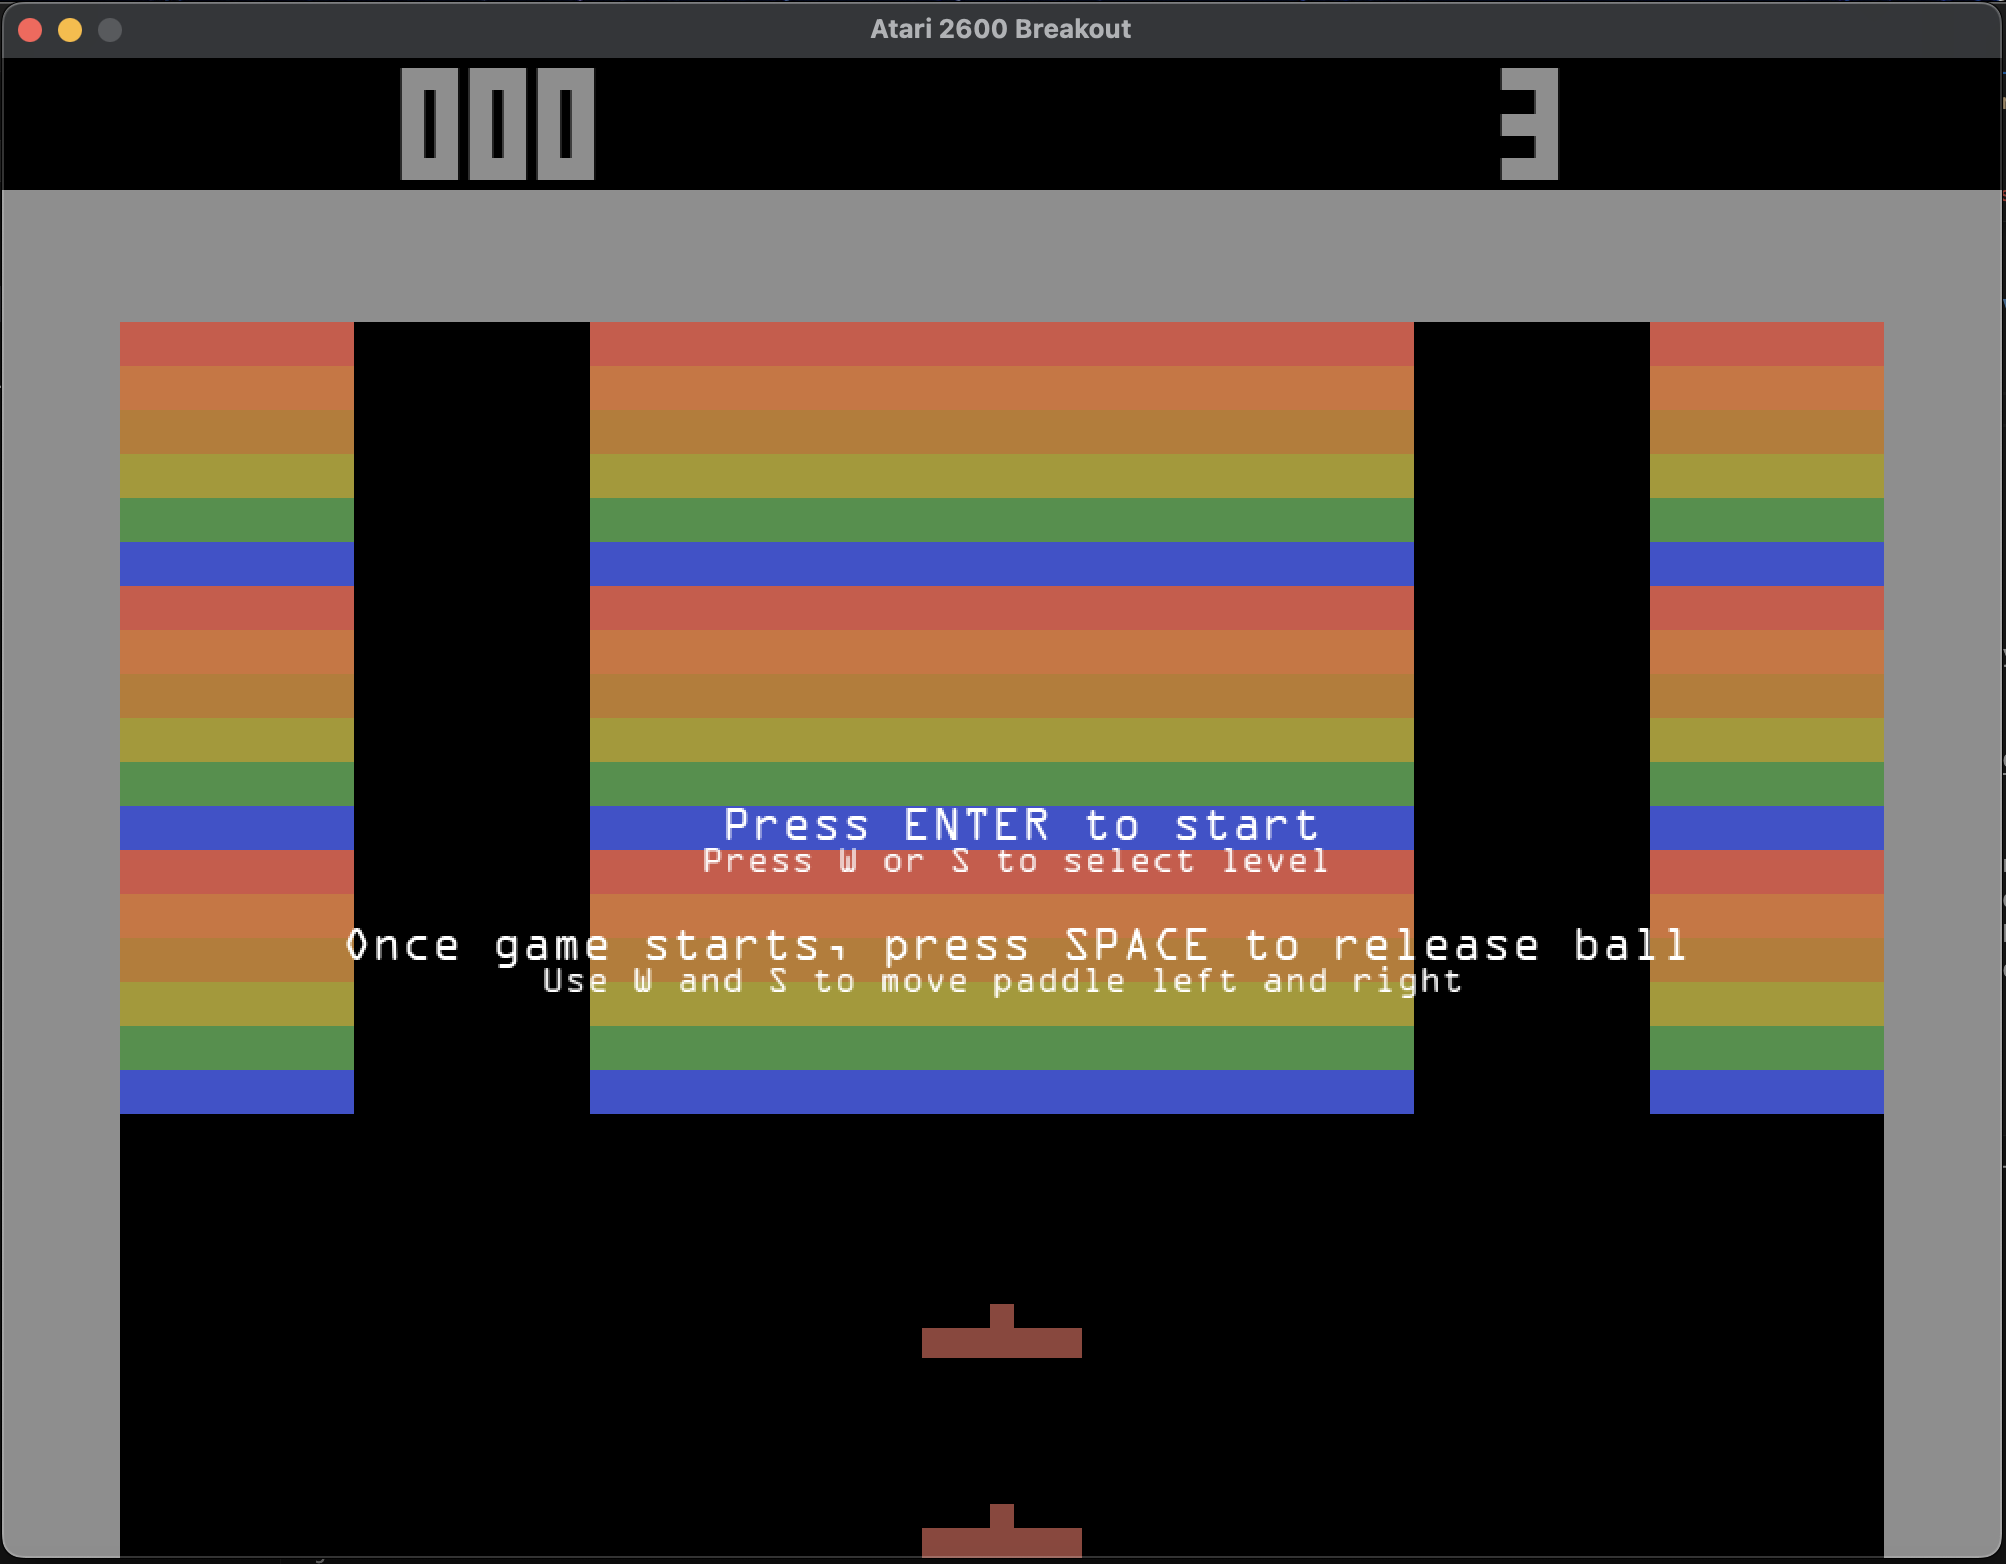 Atari 2600 Breakout
000 3
Press ENTER to start
Press W or S to select level
Once game starts, press SPACE to release ball
Use W and S to move paddle left and right